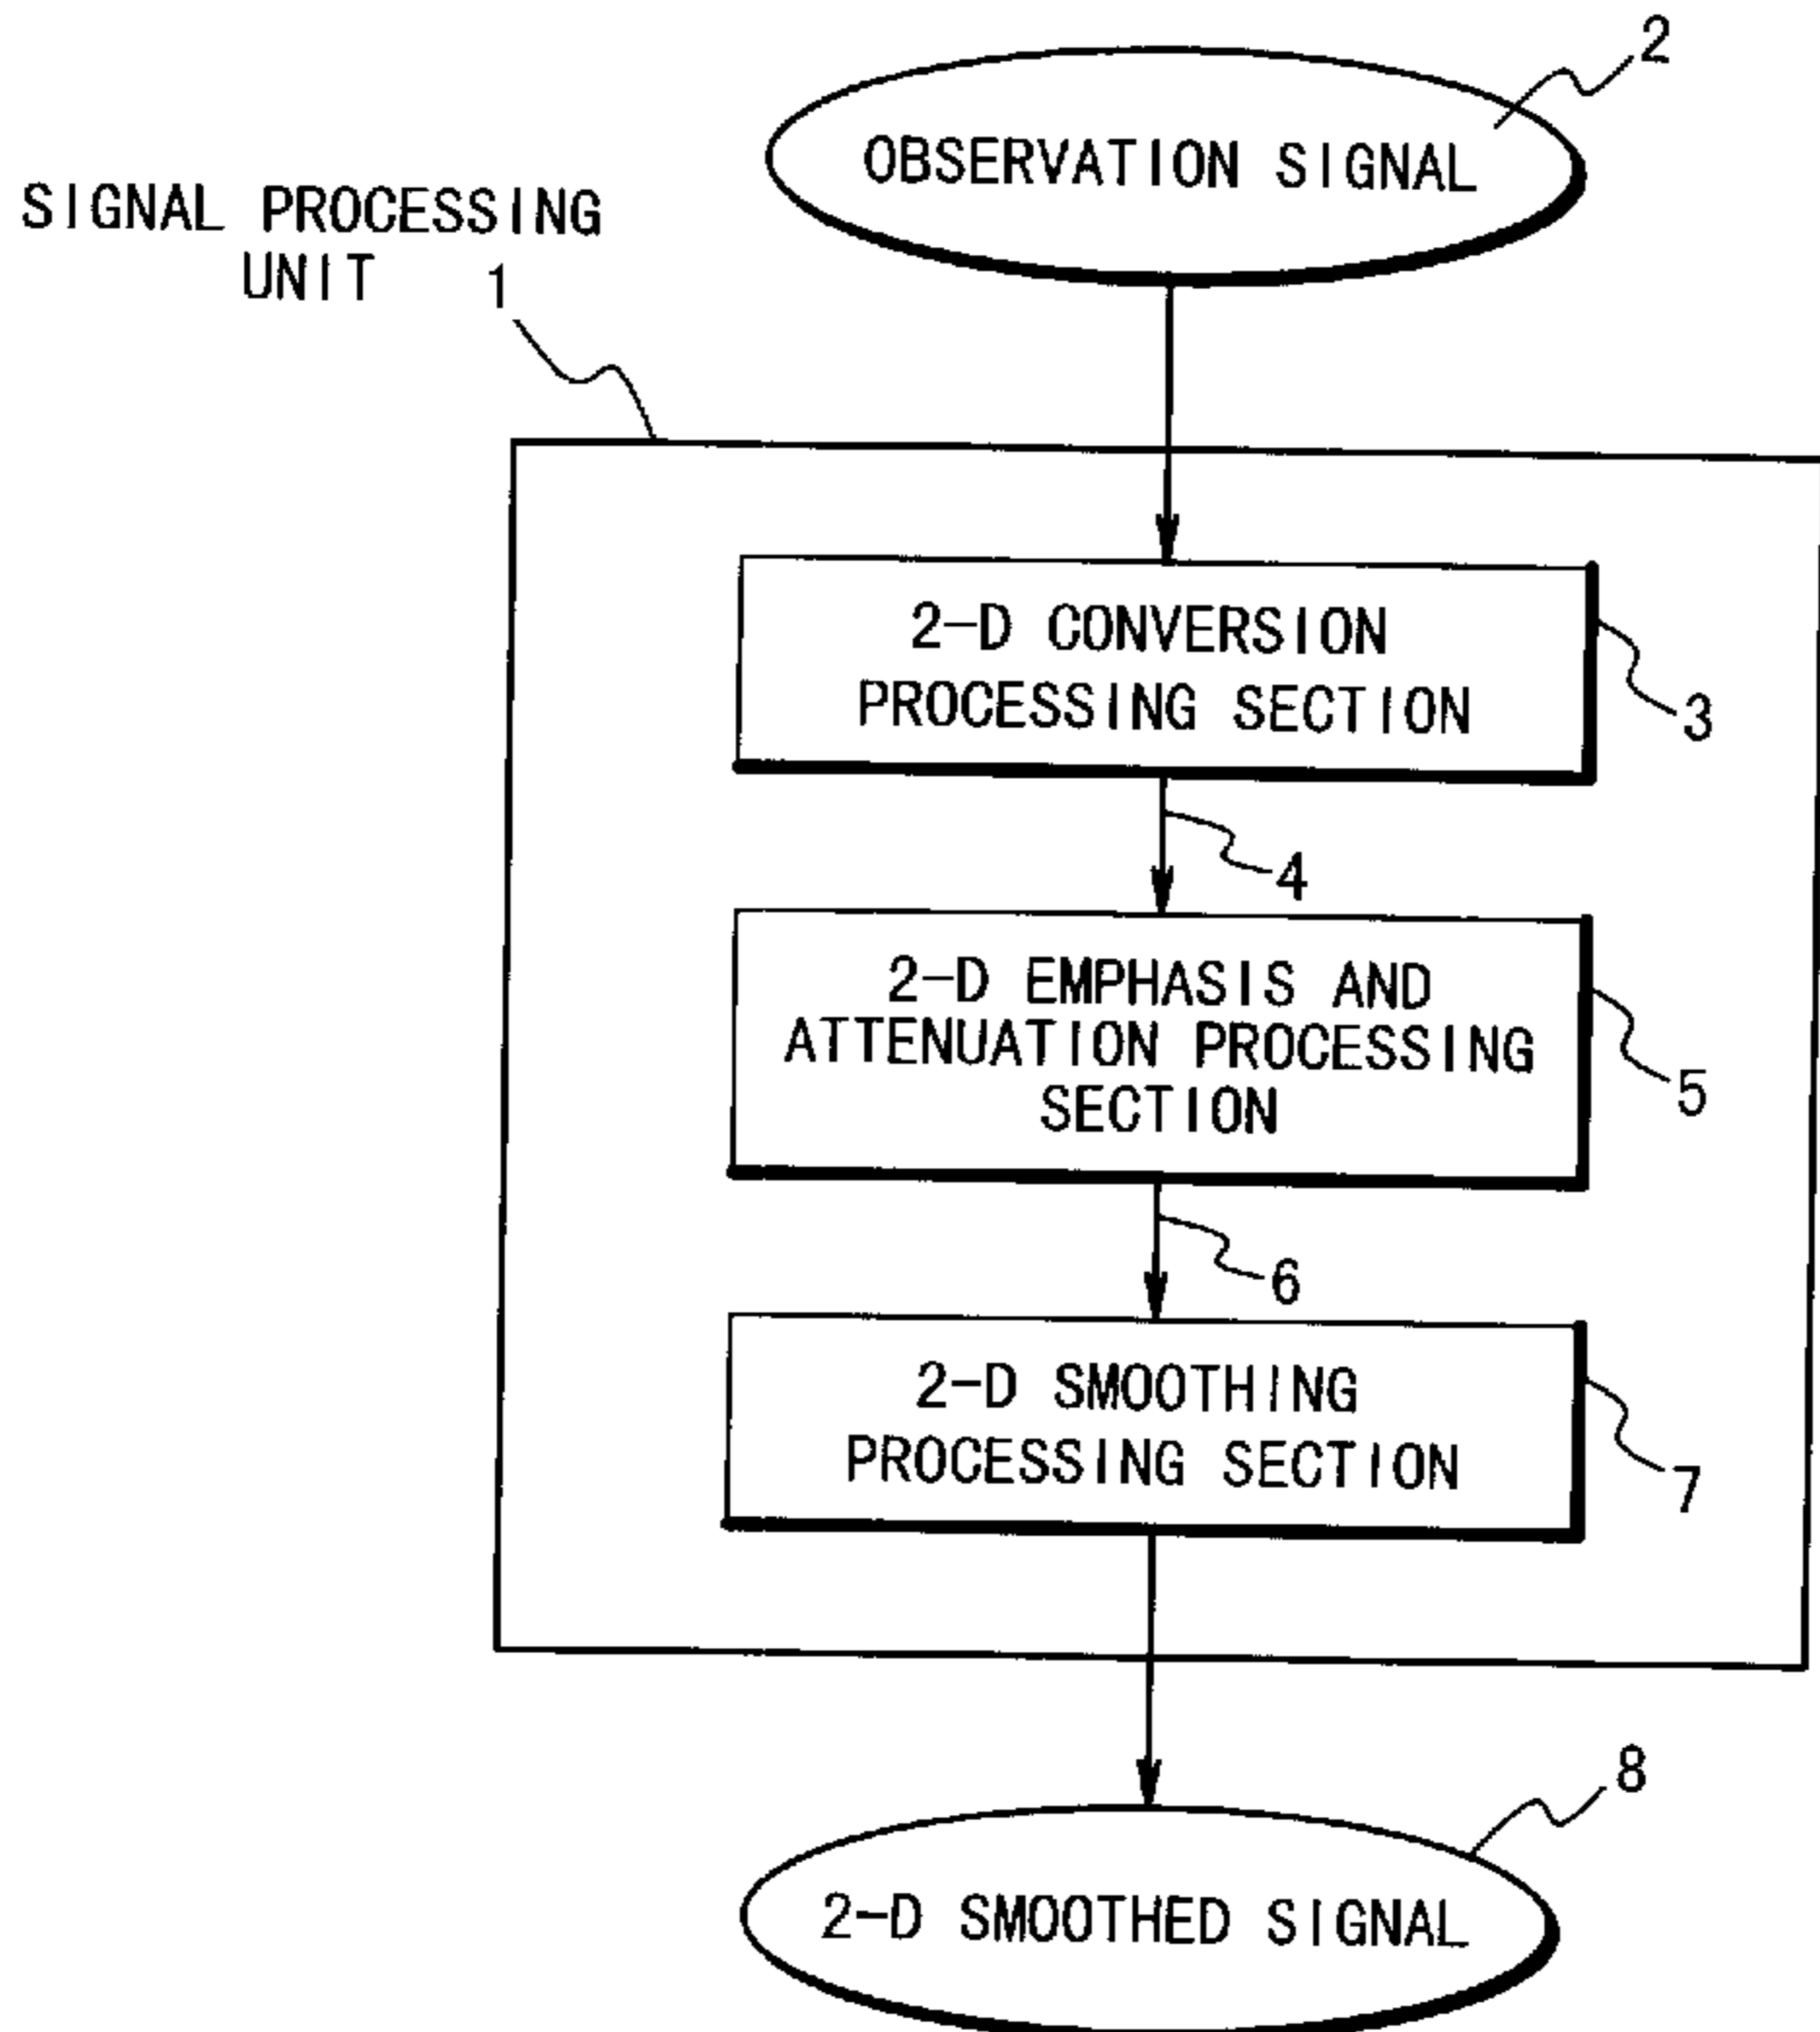 2
OBSERVATION SIGNAL
SIGNAL PROCESSING
UNIT
1
2-D CONVERSION
PROCESSING SECTION
3
4
2-D EMPHASIS AND
ATTENUATION PROCESSING
SECTION
5
6
2-D SMOOTHING
PROCESSING SECTION
7
8
2-D SMOOTHED SIGNAL